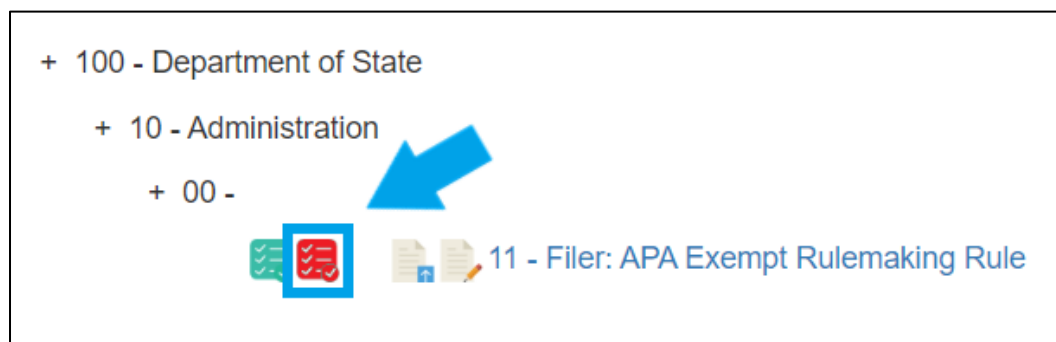 + 100 - Department of State
+ 10 - Administration
+ 00 -
11 - Filer: APA Exempt Rulemaking Rule